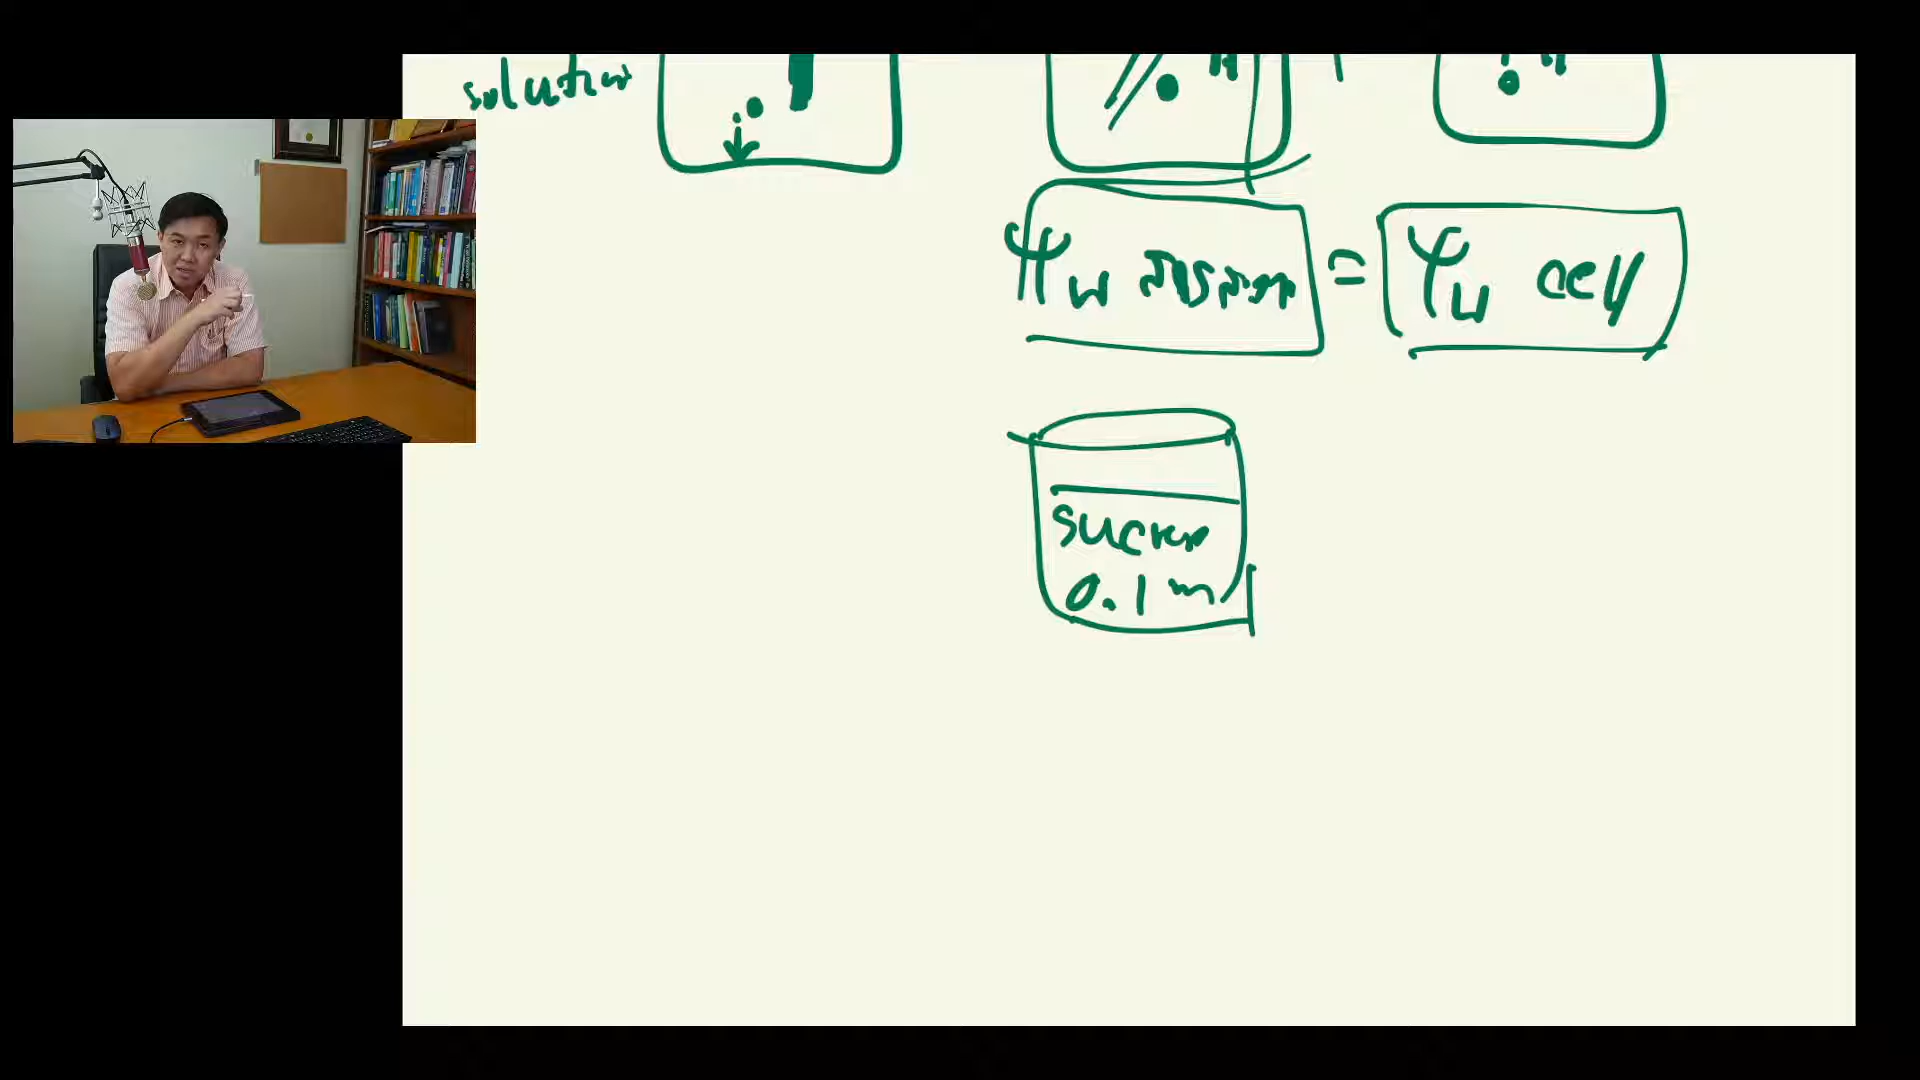 solution
Ψw สารละลาย = Ψw cell
sucrose
0.1 m